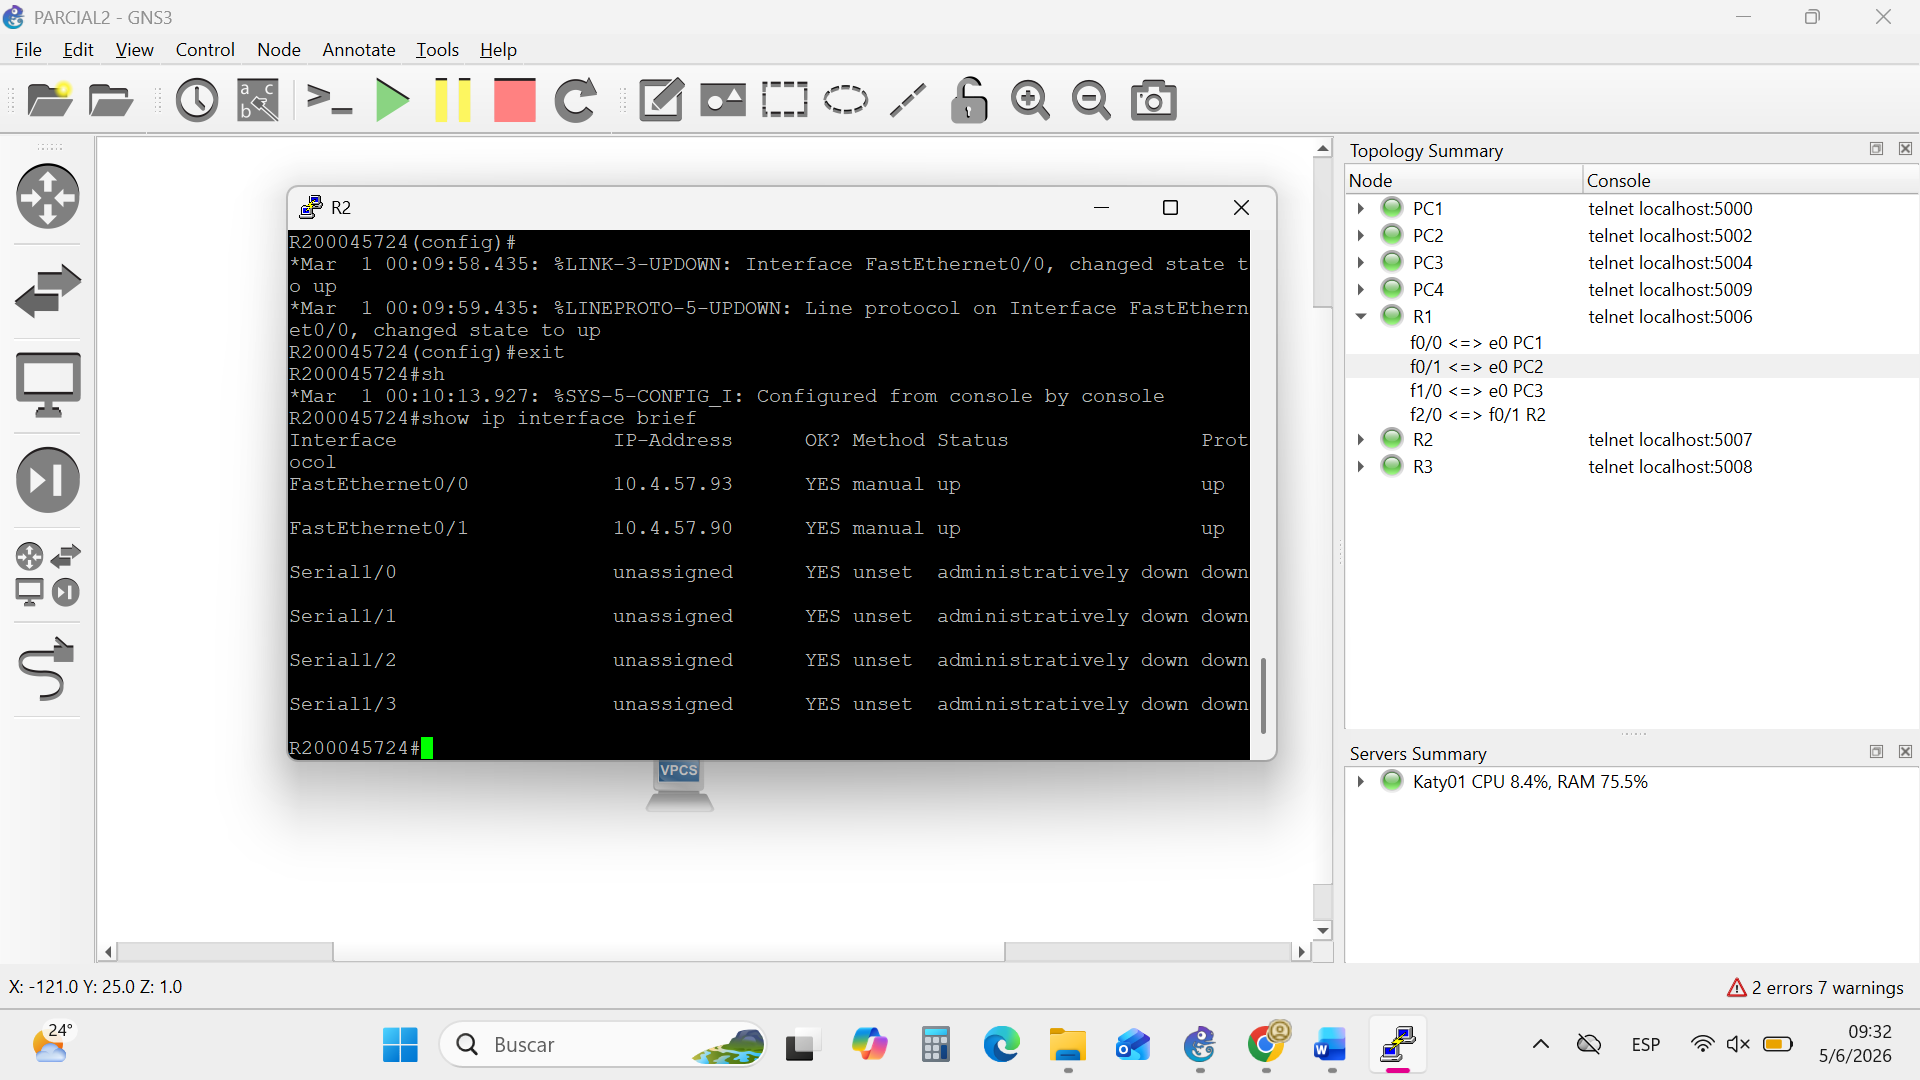 PARCIAL2 - GNS3
File Edit View Control Node Annotate Tools Help
a c
b
Topology Summary
Node Console
PC1 telnet localhost:5000
PC2 telnet localhost:5002
PC3 telnet localhost:5004
PC4 telnet localhost:5009
R1 telnet localhost:5006
f0/0 <=> e0 PC1
f0/1 <=> e0 PC2
f1/0 <=> e0 PC3
f2/0 <=> f0/1 R2
R2 telnet localhost:5007
R3 telnet localhost:5008
R2
R200045724(config)#
*Mar  1 00:09:58.435: %LINK-3-UPDOWN: Interface FastEthernet0/0, changed state t
o up
*Mar  1 00:09:59.435: %LINEPROTO-5-UPDOWN: Line protocol on Interface FastEthern
et0/0, changed state to up
R200045724(config)#exit
R200045724#sh
*Mar  1 00:10:13.927: %SYS-5-CONFIG_I: Configured from console by console
R200045724#show ip interface brief
Interface IP-Address OK? Method Status Prot
ocol
FastEthernet0/0 10.4.57.93 YES manual up up
FastEthernet0/1 10.4.57.90 YES manual up up
Serial1/0 unassigned YES unset administratively down down
Serial1/1 unassigned YES unset administratively down down
Serial1/2 unassigned YES unset administratively down down
Serial1/3 unassigned YES unset administratively down down
R200045724#
VPCS
Servers Summary
Katy01 CPU 8.4%, RAM 75.5%
X: -121.0 Y: 25.0 Z: 1.0
2 errors 7 warnings
24°
Buscar
ESP
09:32
5/6/2026